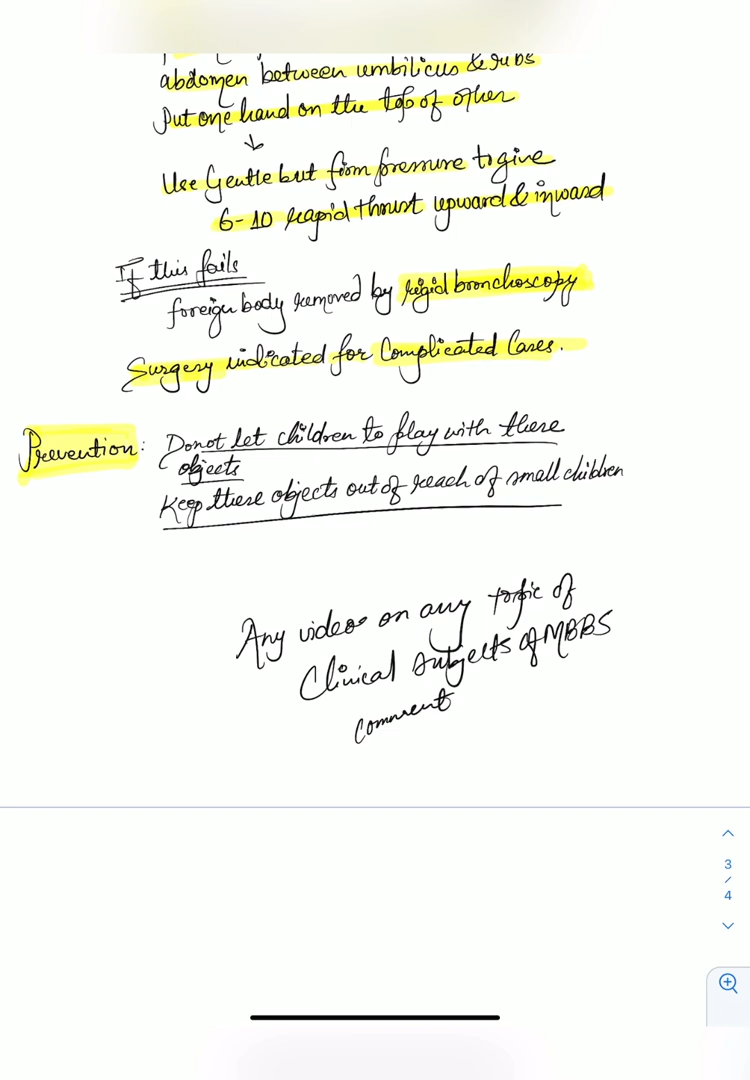 abdomen between umbilicus & ribs
Put one hand on the top of other
Use Gentle but firm pressure to give
6-10 rapid thrust upward & inward
If this fails
foreign body removed by rigid bronchoscopy
Surgery indicated for Complicated Cases.
Prevention: Donot let children to play with these
objects
Keep these objects out of reach of small children
Any video on any topic of
Clinical subjects of MBBS
comment
3
/
4